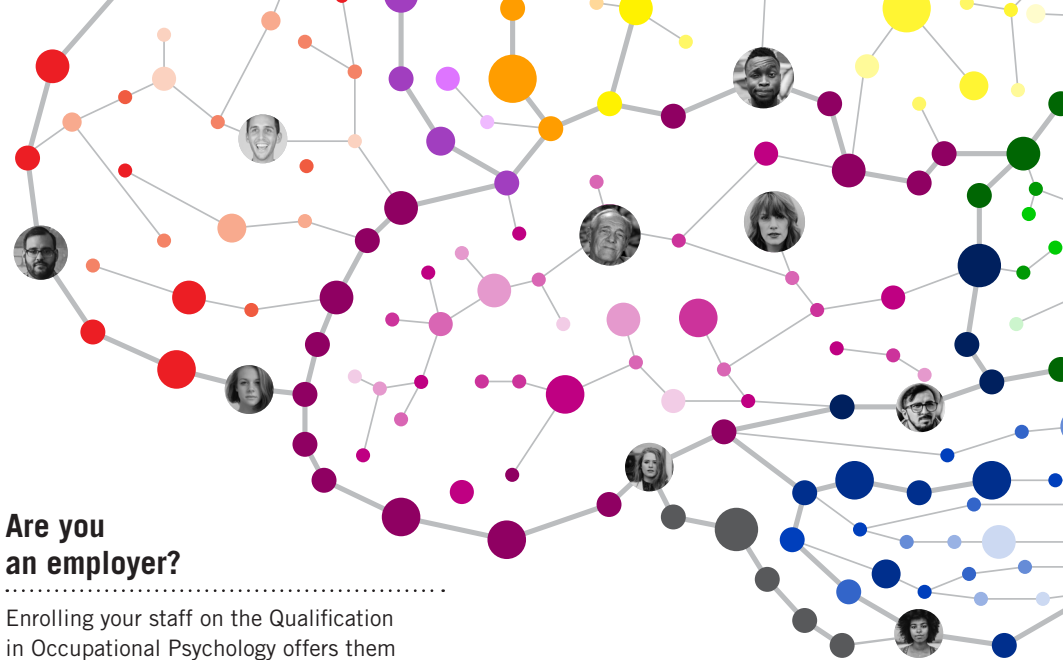 Are you
an employer?
Enrolling your staff on the Qualification
in Occupational Psychology offers them